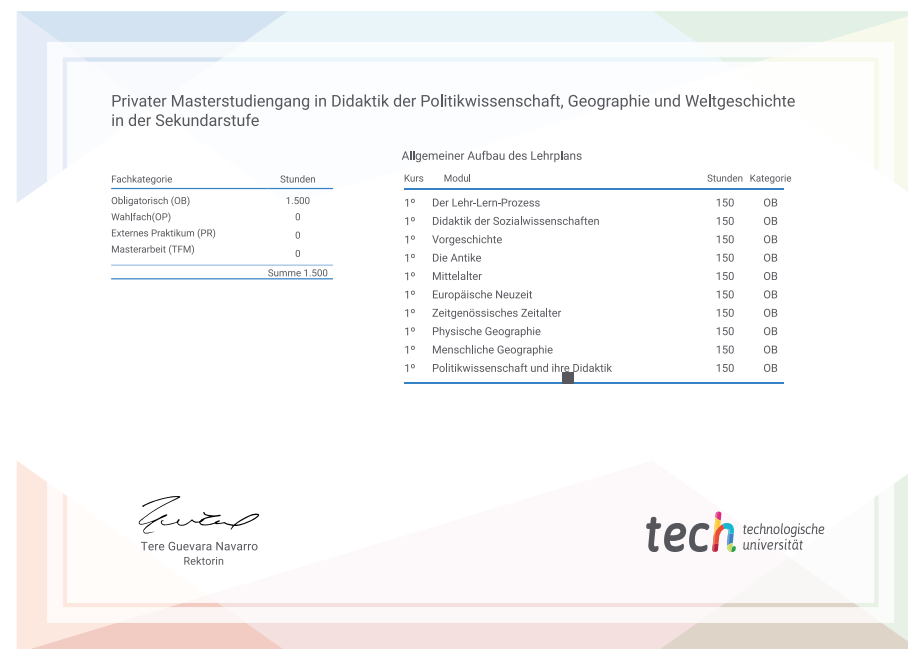 Privater Masterstudiengang in Didaktik der Politikwissenschaft, Geographie und Weltgeschichte
in der Sekundarstufe
Fachkategorie Stunden
Obligatorisch (OB) 1.500
Wahlfach(OP) 0
Externes Praktikum (PR) 0
Masterarbeit (TFM) 0
Summe 1.500
Allgemeiner Aufbau des Lehrplans
Kurs Modul Stunden Kategorie
1º Der Lehr-Lern-Prozess 150 OB
1º Didaktik der Sozialwissenschaften 150 OB
1º Vorgeschichte 150 OB
1º Die Antike 150 OB
1º Mittelalter 150 OB
1º Europäische Neuzeit 150 OB
1º Zeitgenössisches Zeitalter 150 OB
1º Physische Geographie 150 OB
1º Menschliche Geographie 150 OB
1º Politikwissenschaft und ihre Didaktik 150 OB
Tere Guevara Navarro
Rektorin
tech technologische
universität